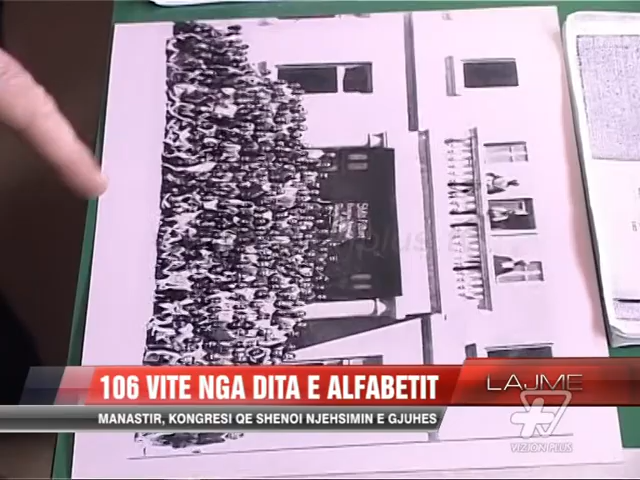 106 VITE NGA DITA E ALFABETIT
LAJME
MANASTIR, KONGRESI QE SHENOI NJEHSIMIN E GJUHES
VIZION PLUS